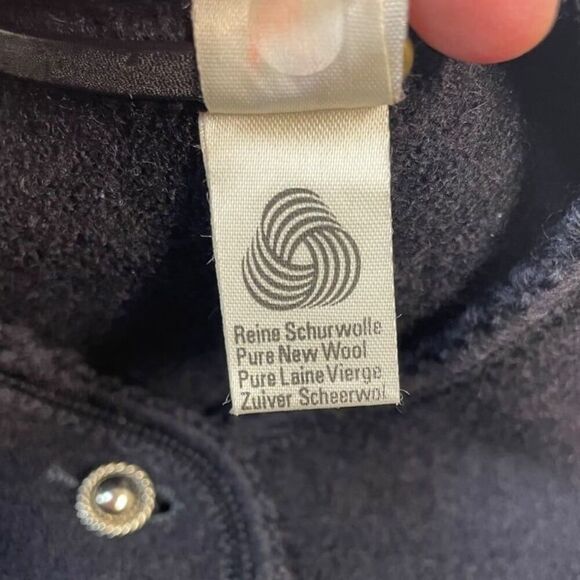 Reine Schurwolle
Pure New Wool
Pure Laine Vierge
Zuiver Scheerwol